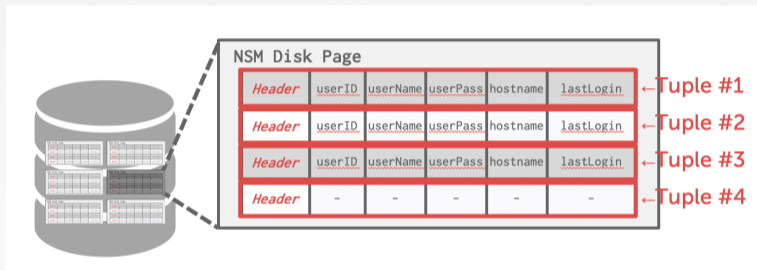 NSM Disk Page
Header userID userName userPass hostname lastLogin ←Tuple #1
Header userID userName userPass hostname lastLogin ←Tuple #2
Header userID userName userPass hostname lastLogin ←Tuple #3
Header - - - - - ←Tuple #4